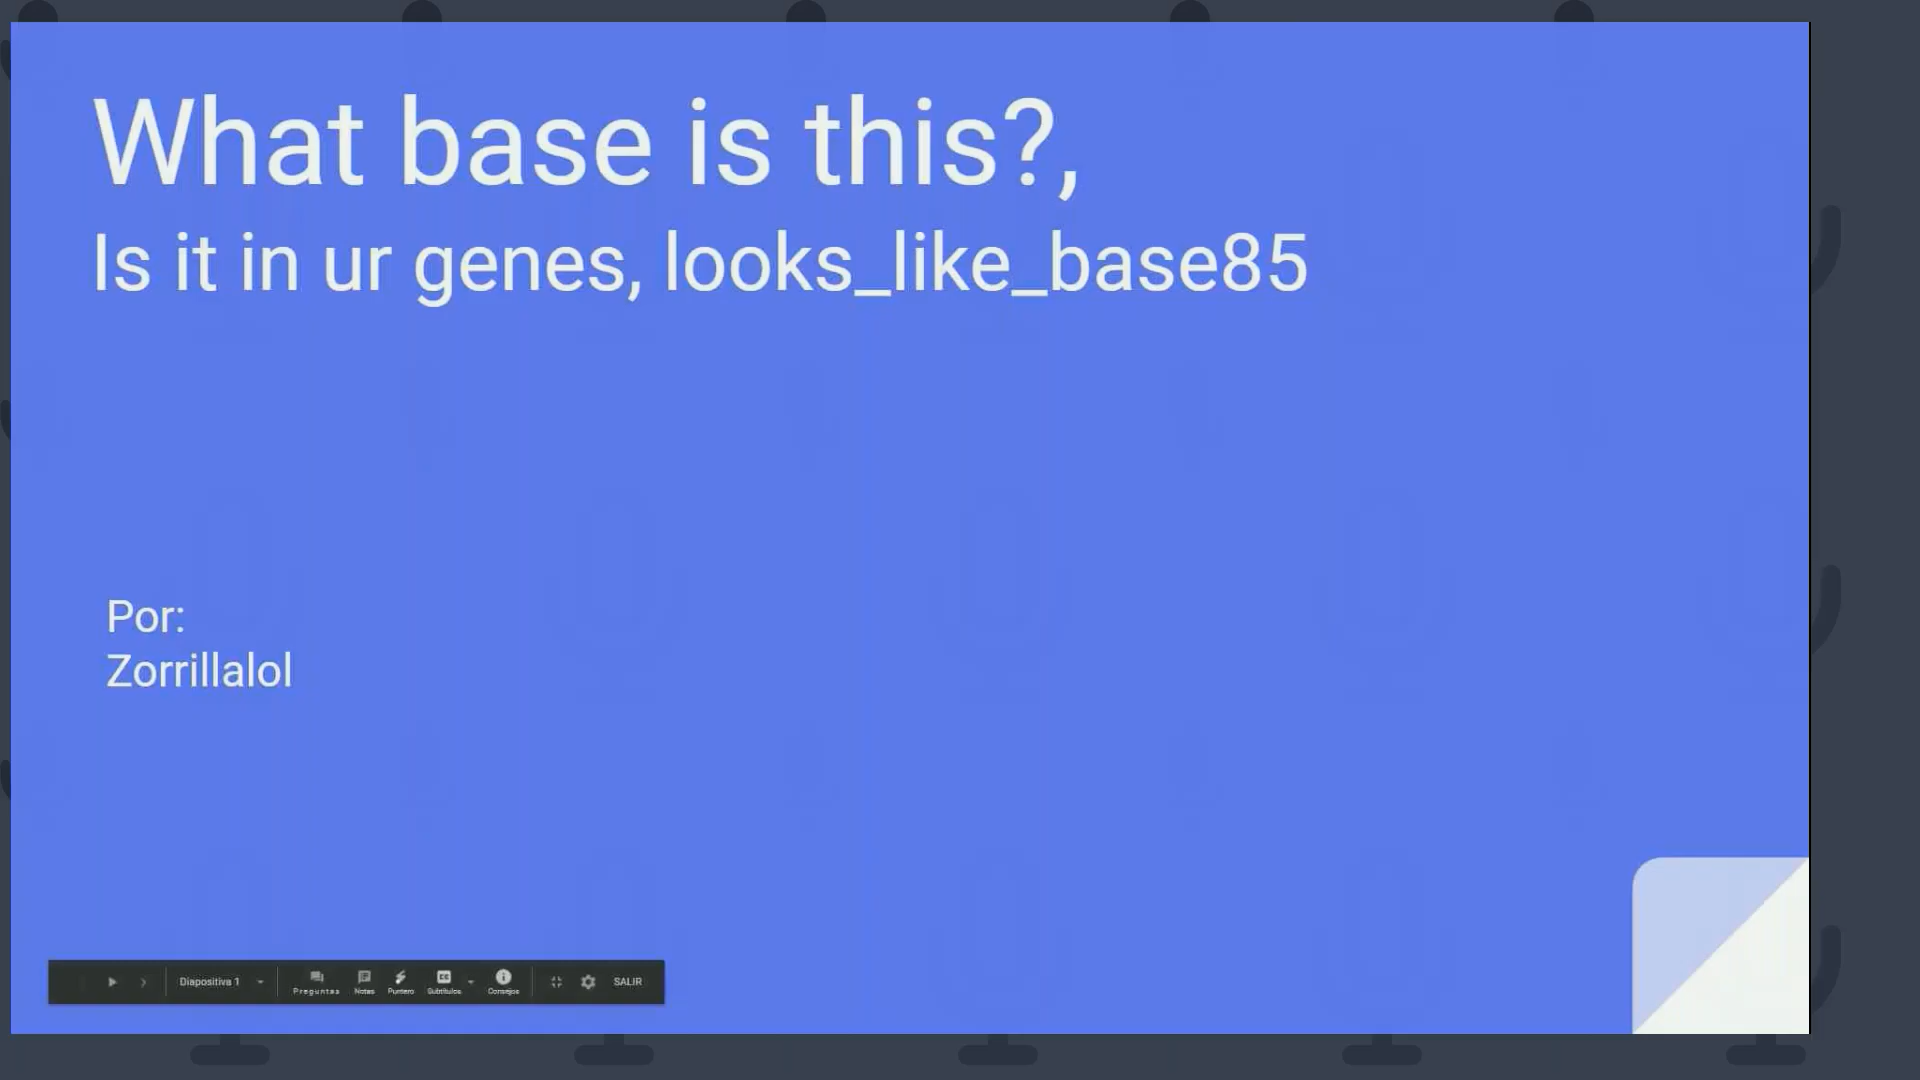 What base is this?,
Is it in ur genes, looks_like_base85
Por:
Zorrillalol
Diapositiva 1
Preguntas
Notas
Puntero
Subtítulos
Consejos
SALIR